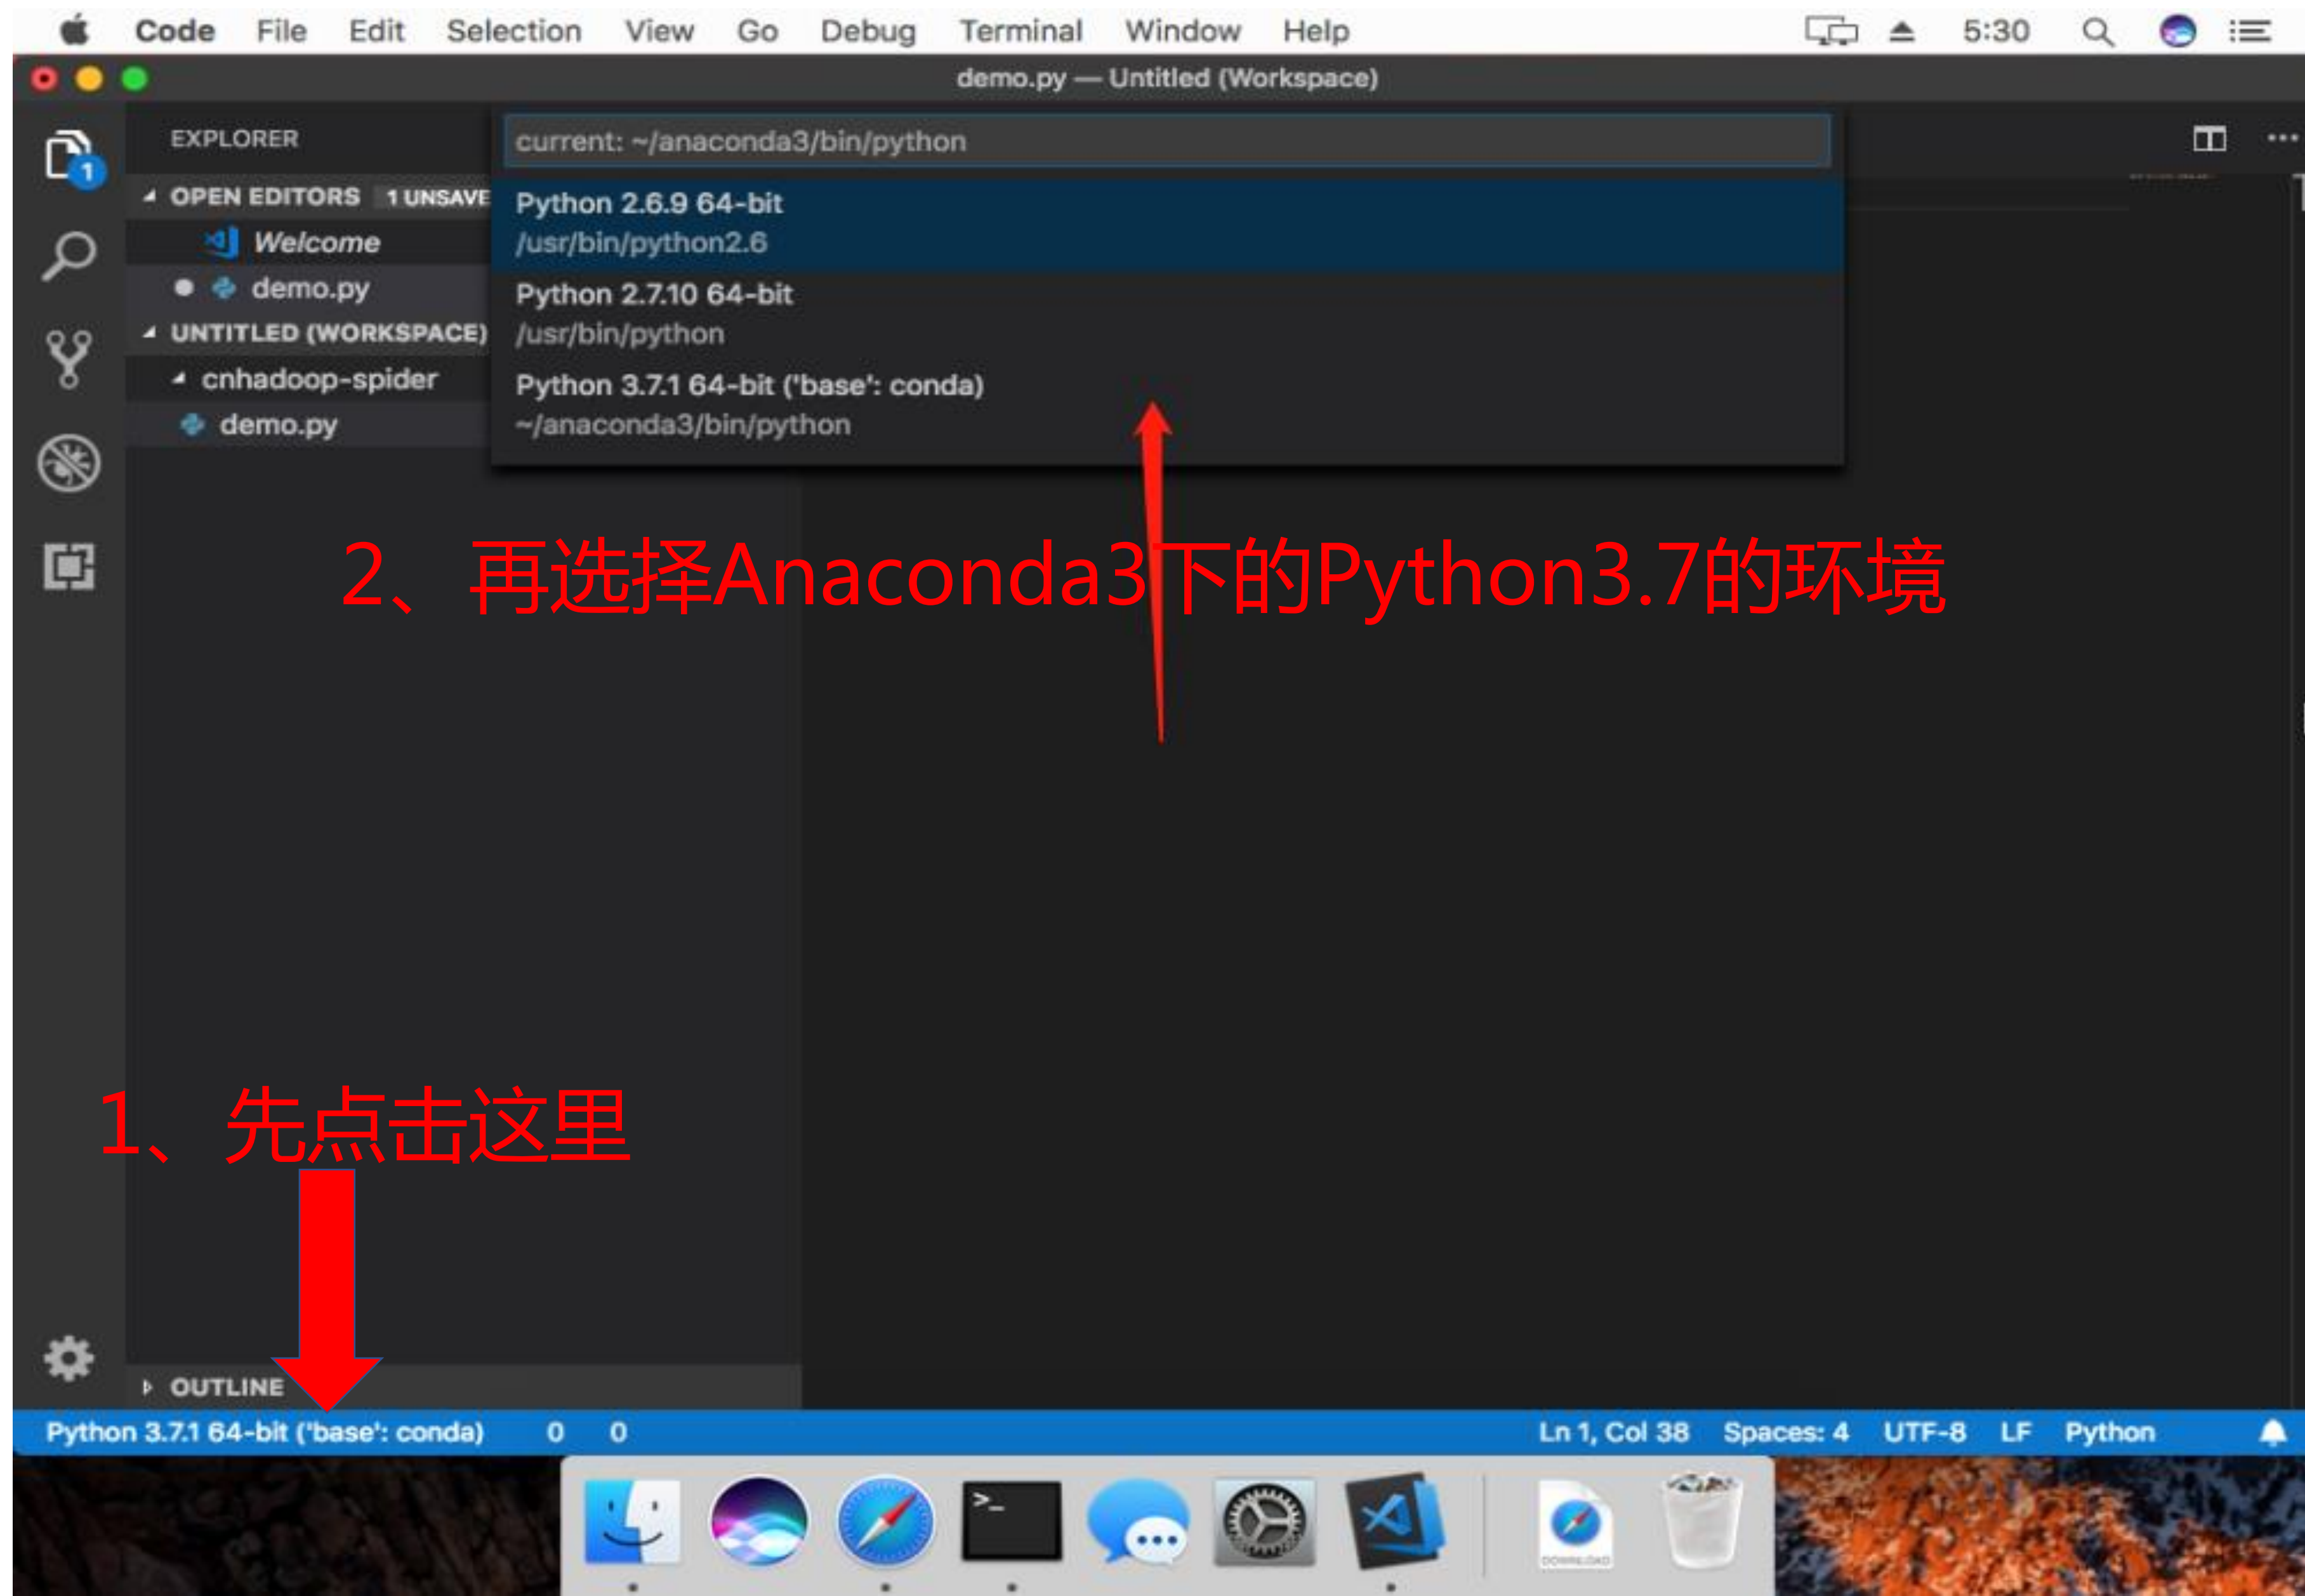 Code File Edit Selection View Go Debug Terminal Window Help 5:30
demo.py — Untitled (Workspace)
EXPLORER
current: ~/anaconda3/bin/python
OPEN EDITORS 1 UNSAVE
Welcome
demo.py
UNTITLED (WORKSPACE)
cnhadoop-spider
demo.py
Python 2.6.9 64-bit
/usr/bin/python2.6
Python 2.7.10 64-bit
/usr/bin/python
Python 3.7.1 64-bit ('base': conda)
~/anaconda3/bin/python
1
2、再选择Anaconda3下的Python3.7的环境
1、先点击这里
OUTLINE
Python 3.7.1 64-bit ('base': conda) 0 0 Ln 1, Col 38 Spaces: 4 UTF-8 LF Python
>_
DOWNLOAD